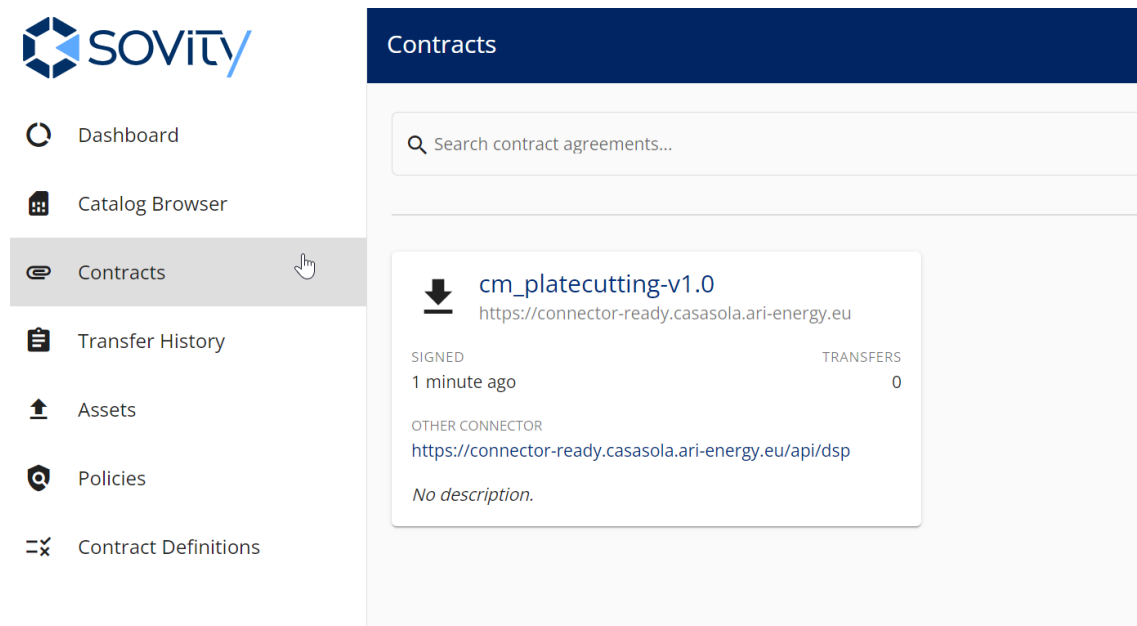 SOVITY
Contracts
Dashboard
Catalog Browser
Contracts
Transfer History
Assets
Policies
Contract Definitions
Search contract agreements...
cm_platecutting-v1.0
https://connector-ready.casasola.ari-energy.eu
SIGNED
TRANSFERS
1 minute ago
0
OTHER CONNECTOR
https://connector-ready.casasola.ari-energy.eu/api/dsp
No description.